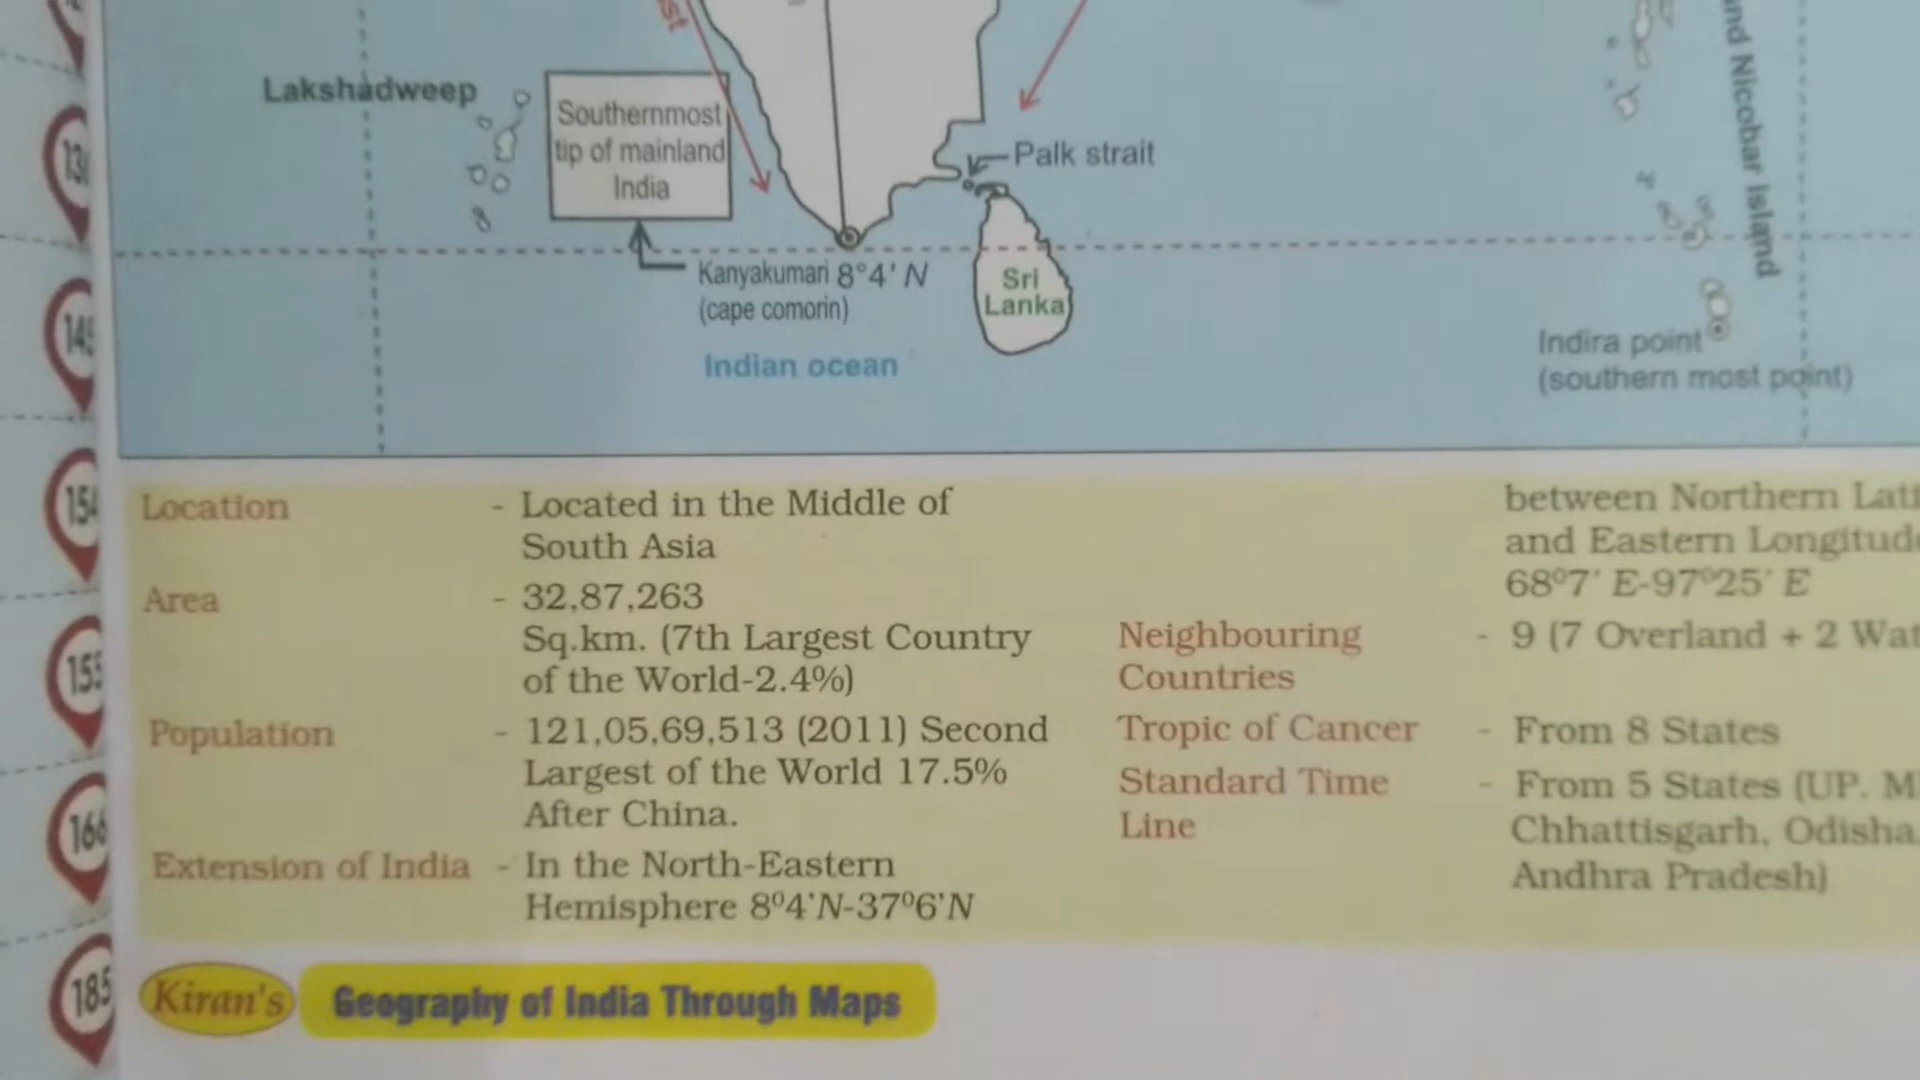 Lakshadweep
Southernmost
tip of mainland
India
Palk strait
Kanyakumari 8°4' N
(cape comorin)
Sri
Lanka
Indian ocean
Nicobar Island
Indira point
(southern most point)
154
185
166
Location - Located in the Middle of
South Asia
Area - 32,87,263
Sq.km. (7th Largest Country
of the World-2.4%)
Population - 121,05,69,513 (2011) Second
Largest of the World 17.5%
After China.
Extension of India - In the North-Eastern
Hemisphere 8°4'N-37°6'N
between Northern
and Eastern
68°7' E-97°25' E
Neighbouring - 9 (7 Overland + 2
Countries
Tropic of Cancer - From 8 States
Standard Time - From 5 States (UP.
Line
Chhattisgarh, Odisha
Andhra Pradesh)
Kiran's Geography of India Through Maps